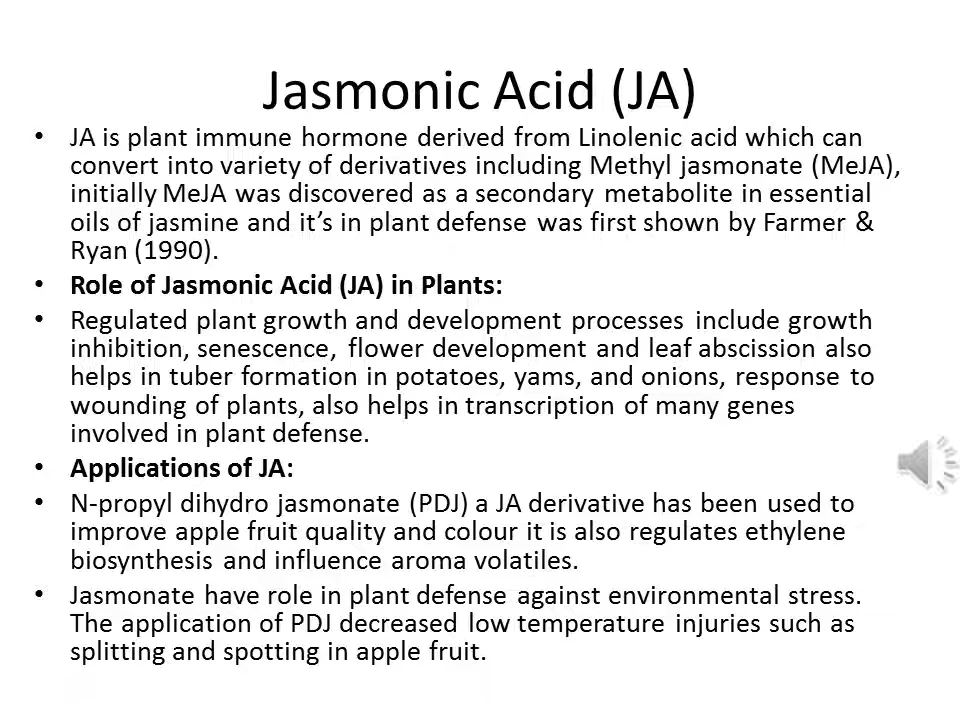 Jasmonic Acid (JA)
• JA is plant immune hormone derived from Linolenic acid which can
convert into variety of derivatives including Methyl jasmonate (MeJA),
initially MeJA was discovered as a secondary metabolite in essential
oils of jasmine and it’s in plant defense was first shown by Farmer &
Ryan (1990).
• Role of Jasmonic Acid (JA) in Plants:
• Regulated plant growth and development processes include growth
inhibition, senescence, flower development and leaf abscission also
helps in tuber formation in potatoes, yams, and onions, response to
wounding of plants, also helps in transcription of many genes
involved in plant defense.
• Applications of JA:
• N-propyl dihydro jasmonate (PDJ) a JA derivative has been used to
improve apple fruit quality and colour it is also regulates ethylene
biosynthesis and influence aroma volatiles.
• Jasmonate have role in plant defense against environmental stress.
The application of PDJ decreased low temperature injuries such as
splitting and spotting in apple fruit.